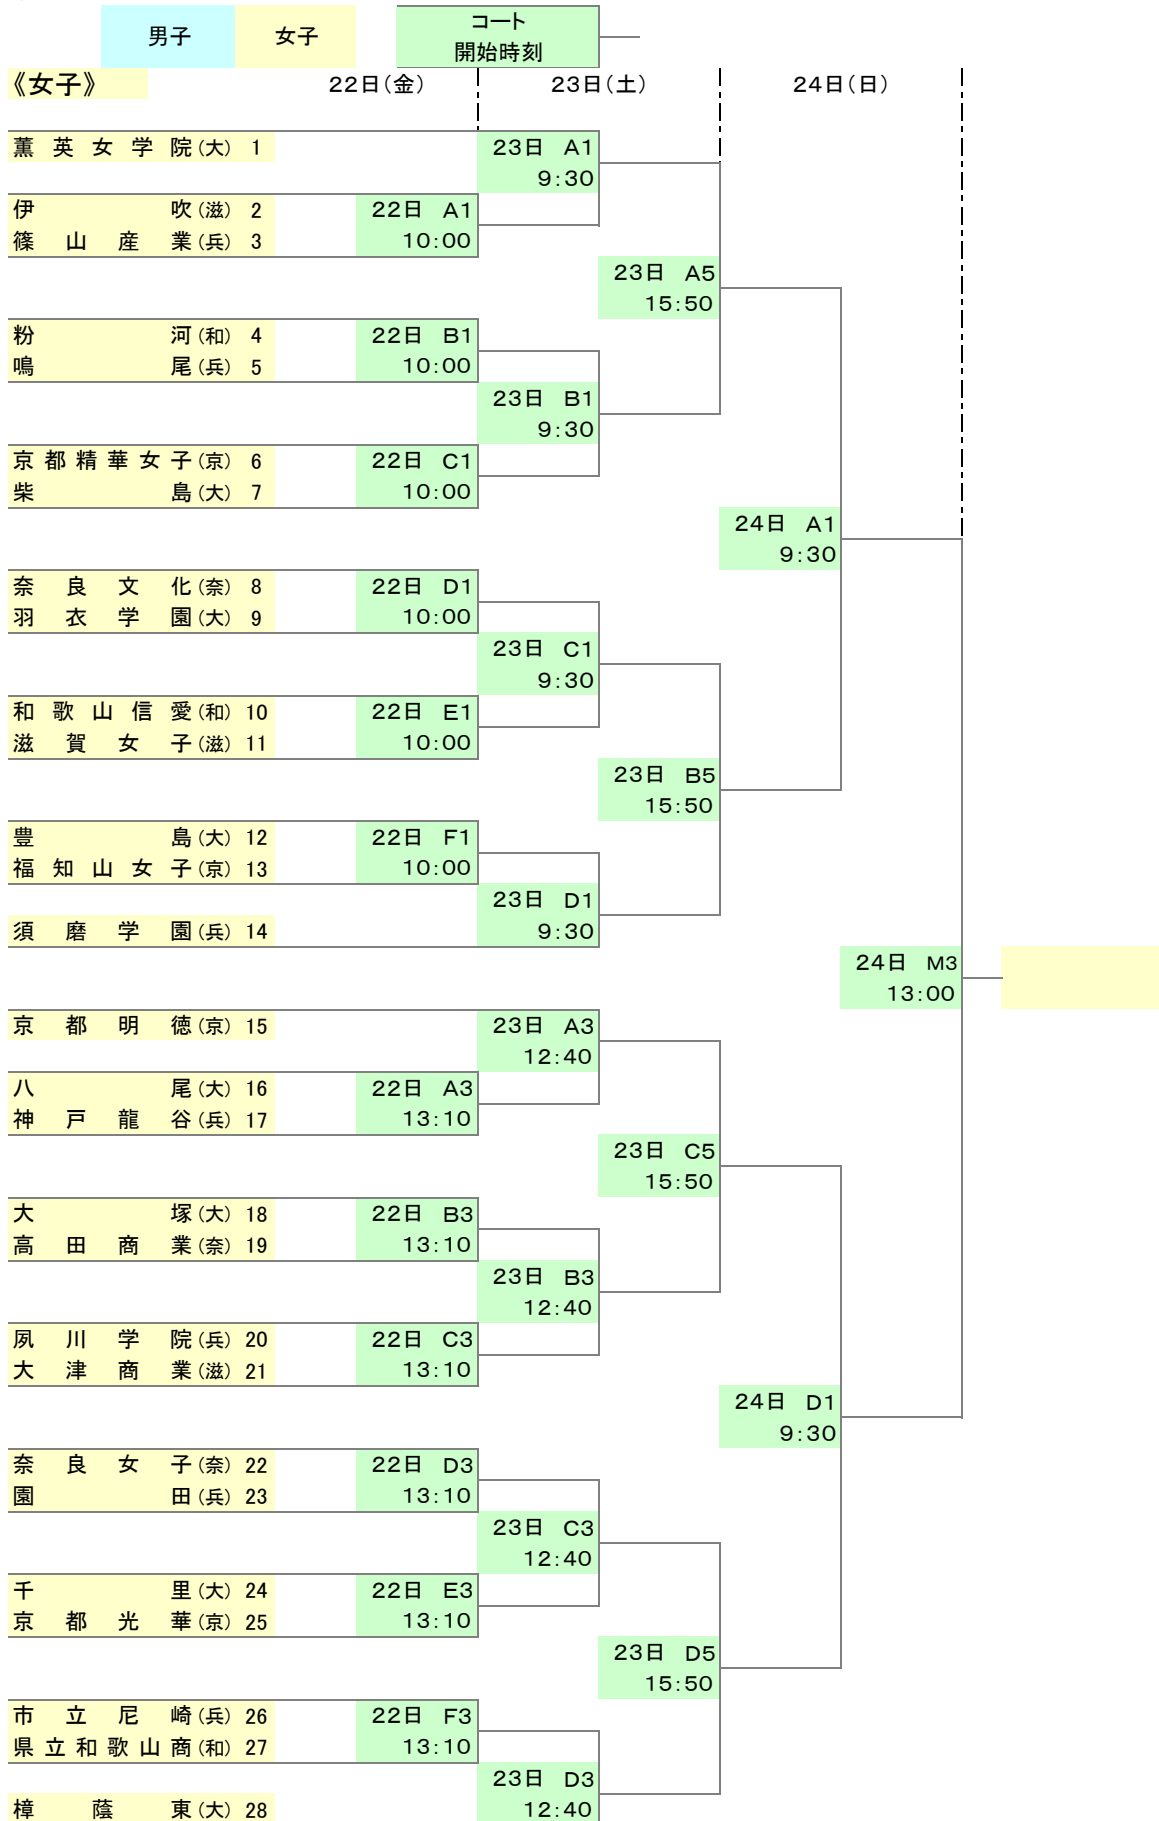 男子 女子 コート
開始時刻
《女子》 22日(金) 23日(土) 24日(日)
薫英女学院(大) 1 23日 A1
9:30
伊吹(滋) 2 22日 A1
篠山産業(兵) 3 10:00
23日 A5
15:50
粉河(和) 4 22日 B1
鳴尾(兵) 5 10:00
23日 B1
9:30
京都精華女子(京) 6 22日 C1
柴島(大) 7 10:00
24日 A1
9:30
奈良文化(奈) 8 22日 D1
羽衣学園(大) 9 10:00
23日 C1
9:30
和歌山信愛(和) 10 22日 E1
滋賀女子(滋) 11 10:00
23日 B5
15:50
豊島(大) 12 22日 F1
福知山女子(京) 13 10:00
23日 D1
須磨学園(兵) 14 9:30
24日 M3
13:00
京都明徳(京) 15 23日 A3
12:40
八尾(大) 16 22日 A3
神戸龍谷(兵) 17 13:10
23日 C5
15:50
大塚(大) 18 22日 B3
高田商業(奈) 19 13:10
23日 B3
12:40
夙川学院(兵) 20 22日 C3
大津商業(滋) 21 13:10
24日 D1
9:30
奈良女子(奈) 22 22日 D3
園田(兵) 23 13:10
23日 C3
12:40
千里(大) 24 22日 E3
京都光華(京) 25 13:10
23日 D5
15:50
市立尼崎(兵) 26 22日 F3
県立和歌山商(和) 27 13:10
23日 D3
樟蔭東(大) 28 12:40